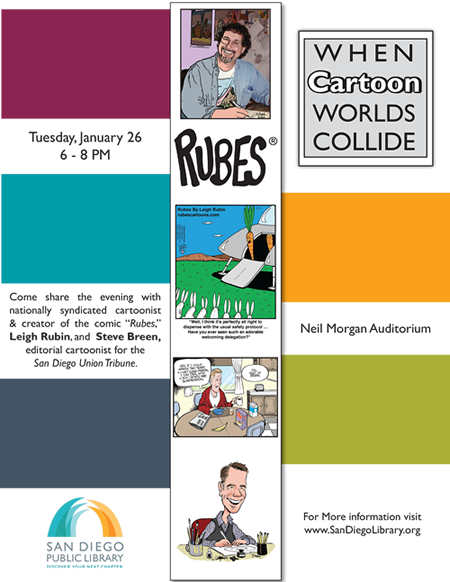 WHEN
Cartoon
WORLDS
COLLIDE
Tuesday, January 26
6 - 8 PM
RUBES®
Rubes By Leigh Rubin
rubescartoons.com
"Well, I think it's perfectly all right to
dispense with the usual safety protocol ...
Have you ever seen such an adorable
welcoming delegation?"
Come share the evening with
nationally syndicated cartoonist
& creator of the comic "Rubes,"
Leigh Rubin, and Steve Breen,
editorial cartoonist for the
San Diego Union Tribune.
Neil Morgan Auditorium
SAN DIEGO
PUBLIC LIBRARY
DISCOVER YOUR NEXT CHAPTER
For More information visit
www.SanDiegoLibrary.org